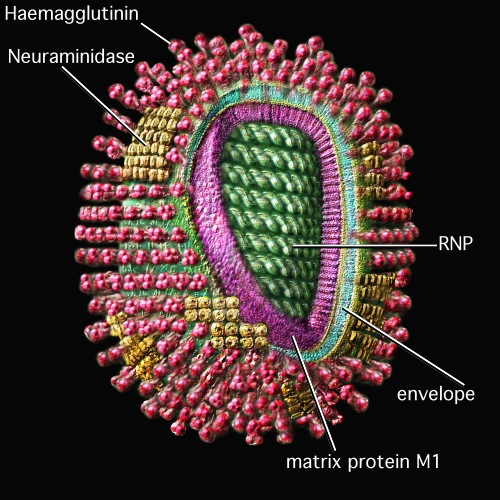 Haemagglutinin
Neuraminidase
RNP
envelope
matrix protein M1